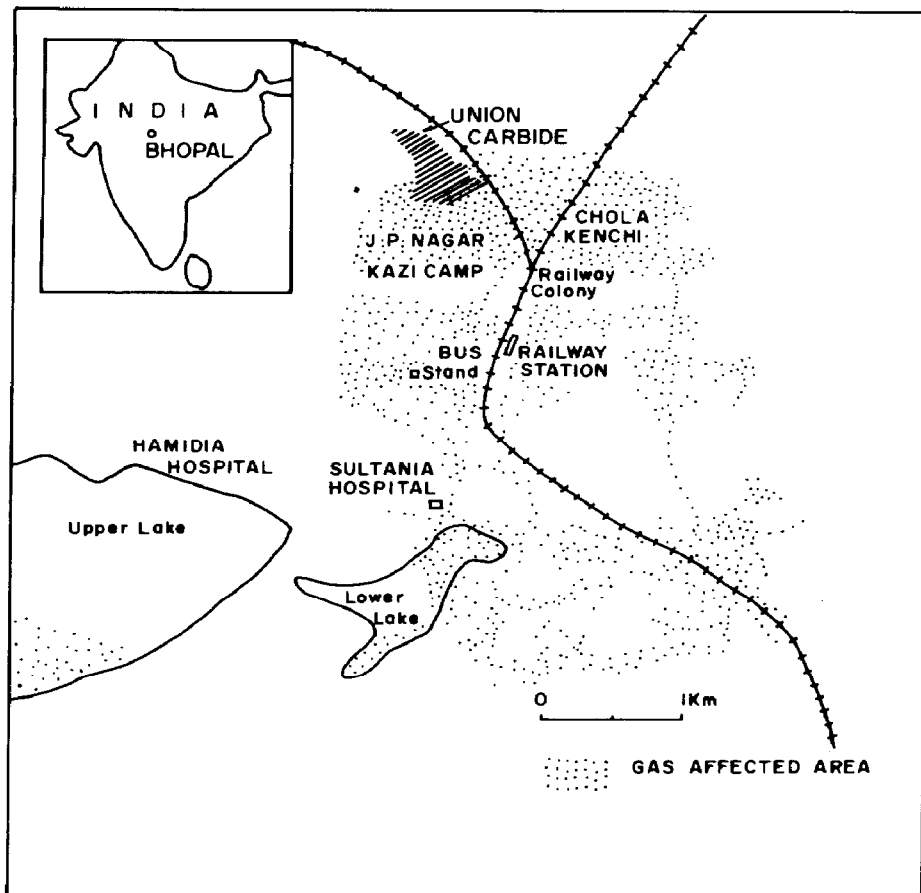 I N D I A
BHOPAL
UNION
CARBIDE
CHOLA
KENCHI
J.P. NAGAR
KAZI CAMP
Railway
Colony
BUS
Stand
RAILWAY
STATION
HAMIDIA
HOSPITAL
SULTANIA
HOSPITAL
Upper Lake
Lower
Lake
0 1Km
GAS AFFECTED AREA